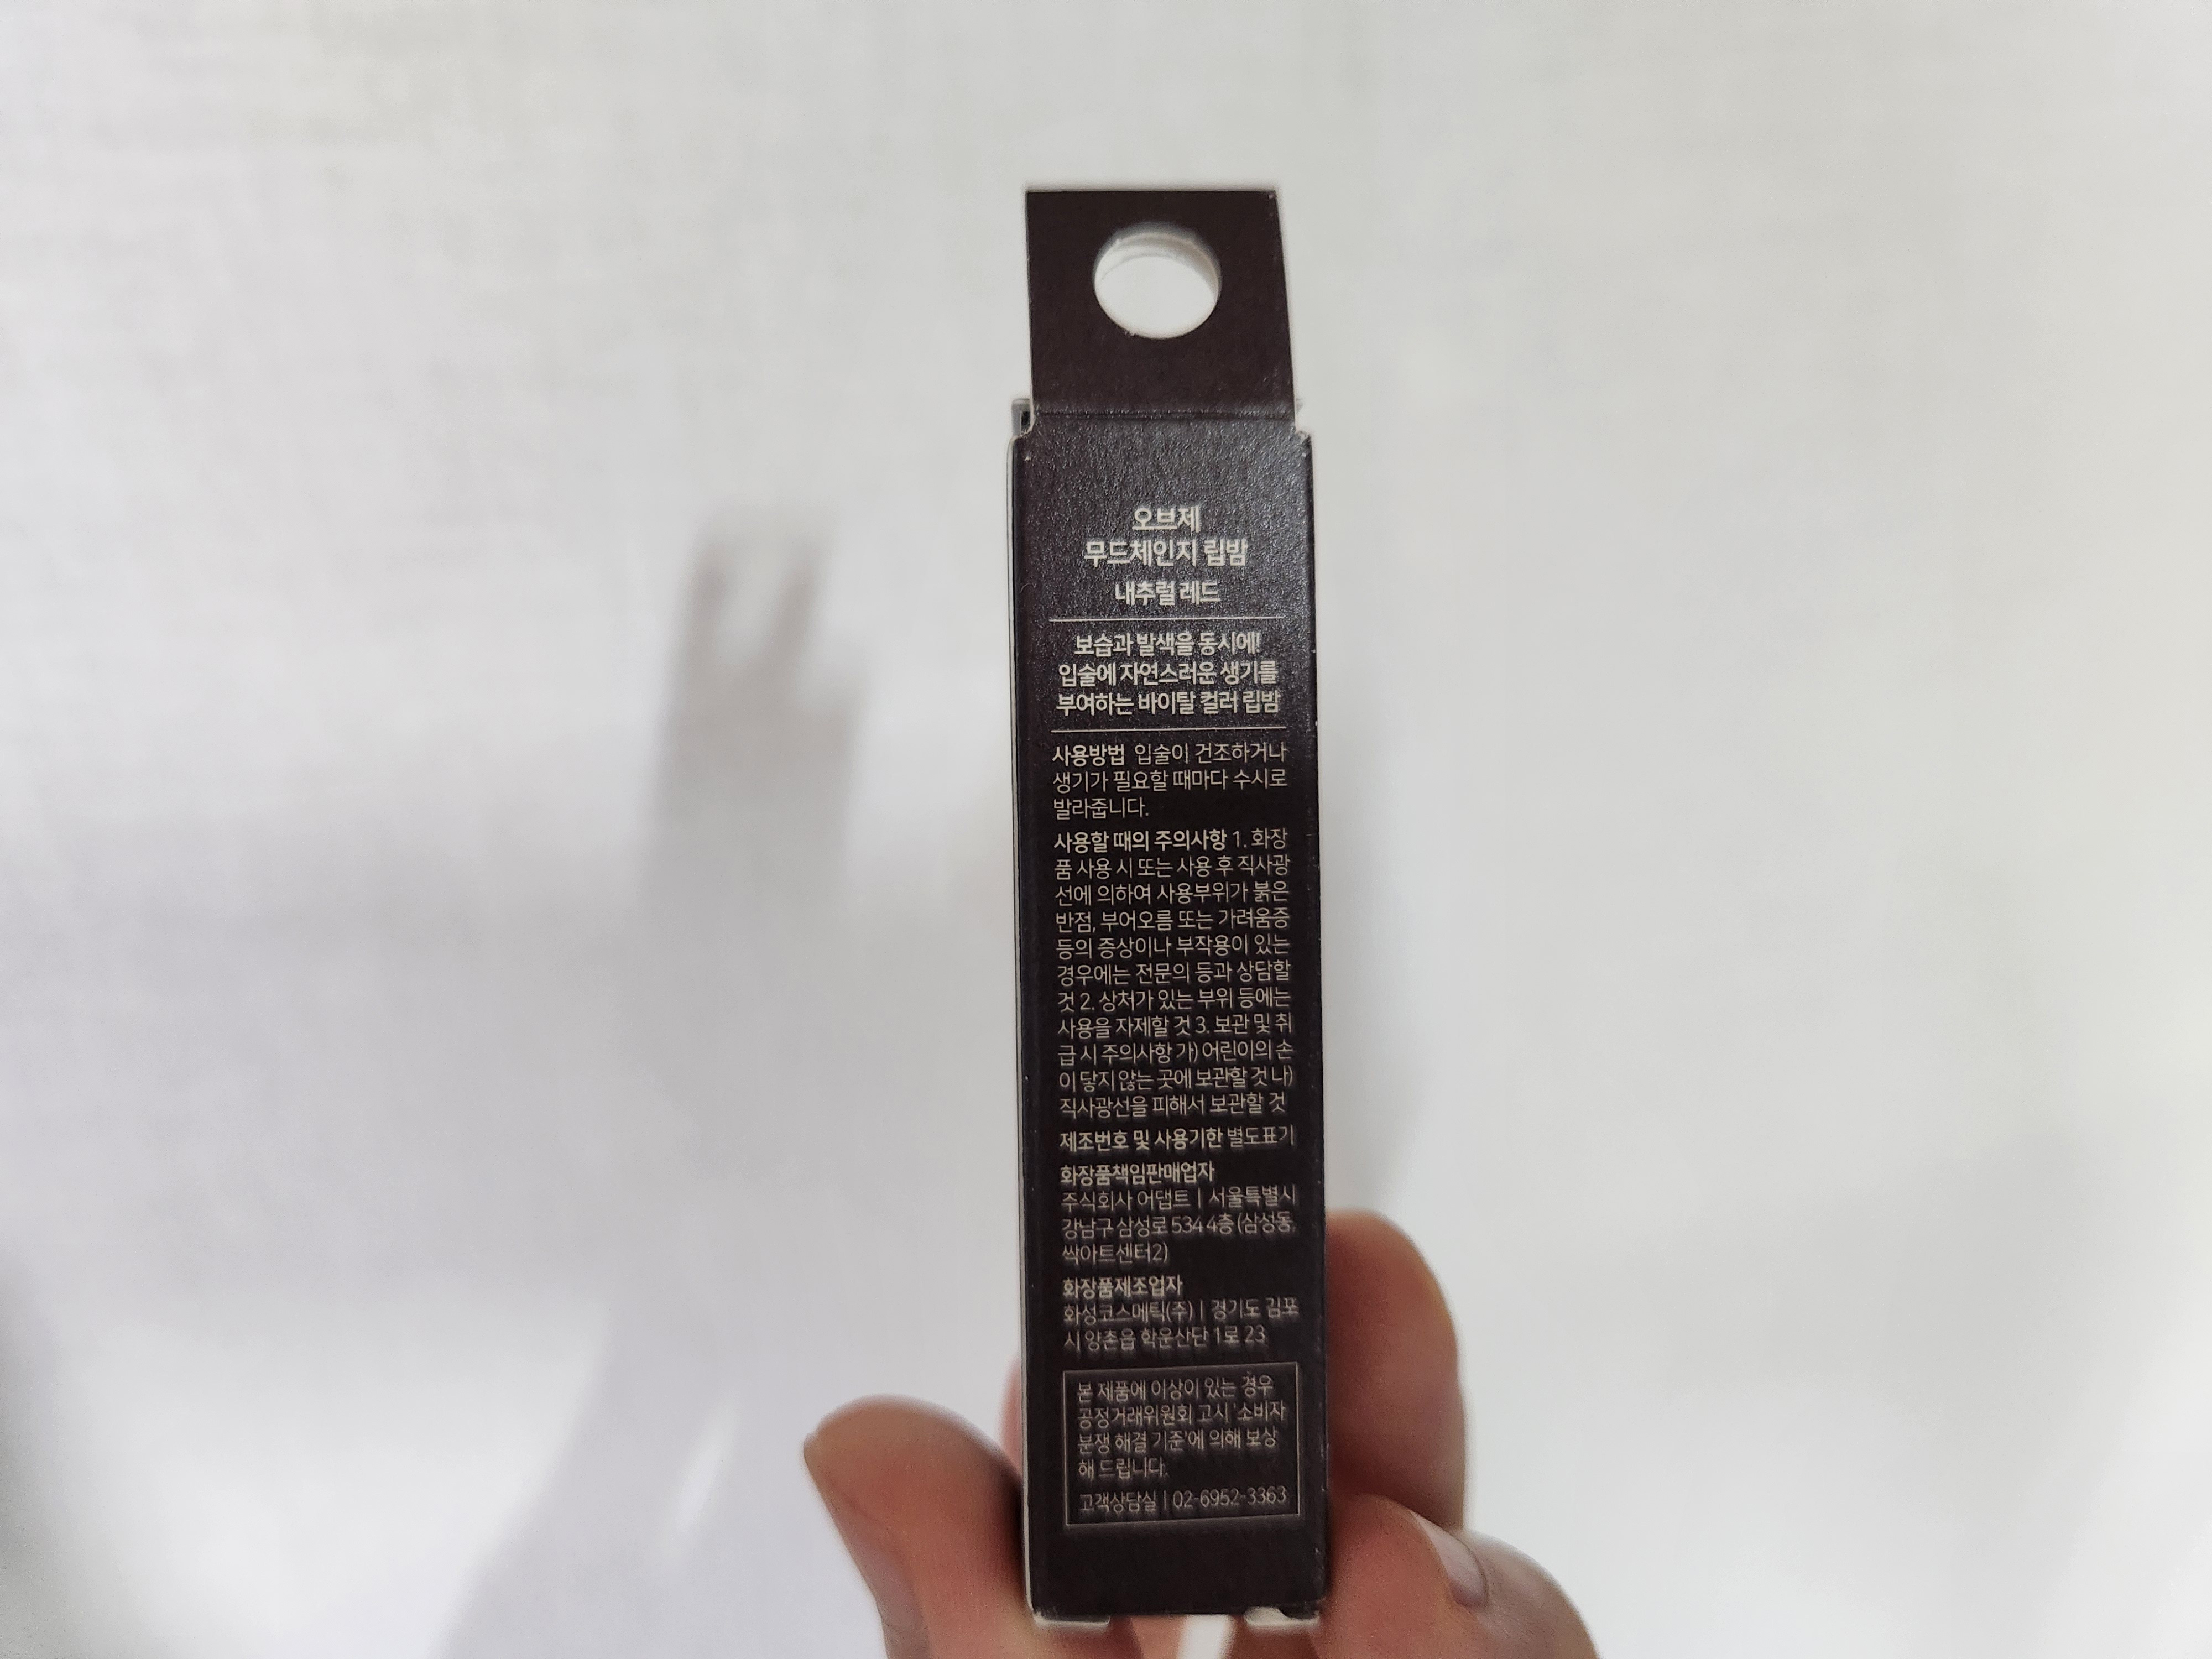 오브제
무드체인지 립밤
내추럴 레드
보습과 발색을 동시에!
입술에 자연스러운 생기를
부여하는 바이탈 컬러 립밤
사용방법 입술이 건조하거나
생기가 필요할 때마다 수시로
발라줍니다.
사용할 때의 주의사항 1. 화장
품 사용 시 또는 사용 후 직사광
선에 의하여 사용부위가 붉은
반점, 부어오름 또는 가려움증
등의 증상이나 부작용이 있는
경우에는 전문의 등과 상담할
것 2. 상처가 있는 부위 등에는
사용을 자제할 것 3. 보관 및 취
급 시 주의사항 가) 어린이의 손
이 닿지 않는 곳에 보관할 것 나)
직사광선을 피해서 보관할 것
제조번호 및 사용기한 별도표기
화장품책임판매업자
주식회사 어댑트 | 서울특별시
강남구 삼성로 534 4층 (삼성동,
싹아트센터2)
화장품제조업자
화성코스메틱(주) | 경기도 김포
시 양촌읍 학운산단 1로 23
본 제품에 이상이 있는 경우
공정거래위원회 고시 '소비자
분쟁 해결 기준'에 의해 보상
해 드립니다.
고객상담실 | 02-6952-3363